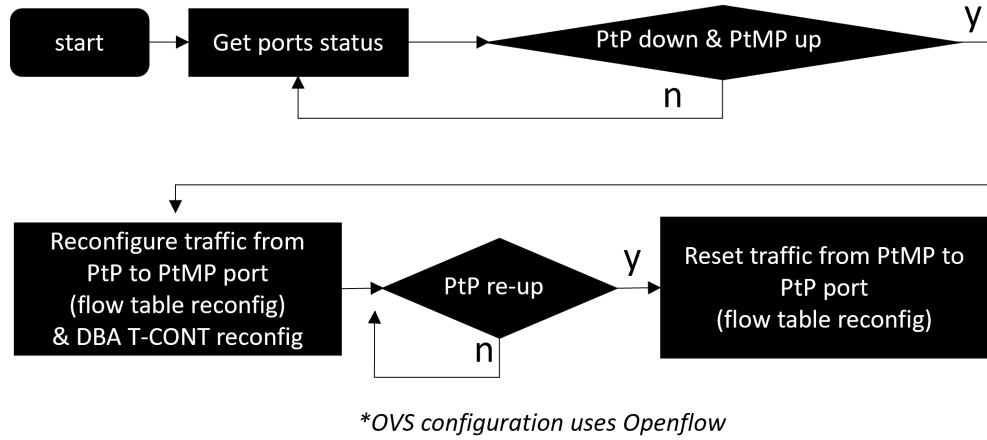 start
Get ports status
PtP down & PtMP up
y
n
Reconfigure traffic from
PtP to PtMP port
(flow table reconfig)
& DBA T-CONT reconfig
PtP re-up
y
n
Reset traffic from PtMP to
PtP port
(flow table reconfig)
*OVS configuration uses Openflow